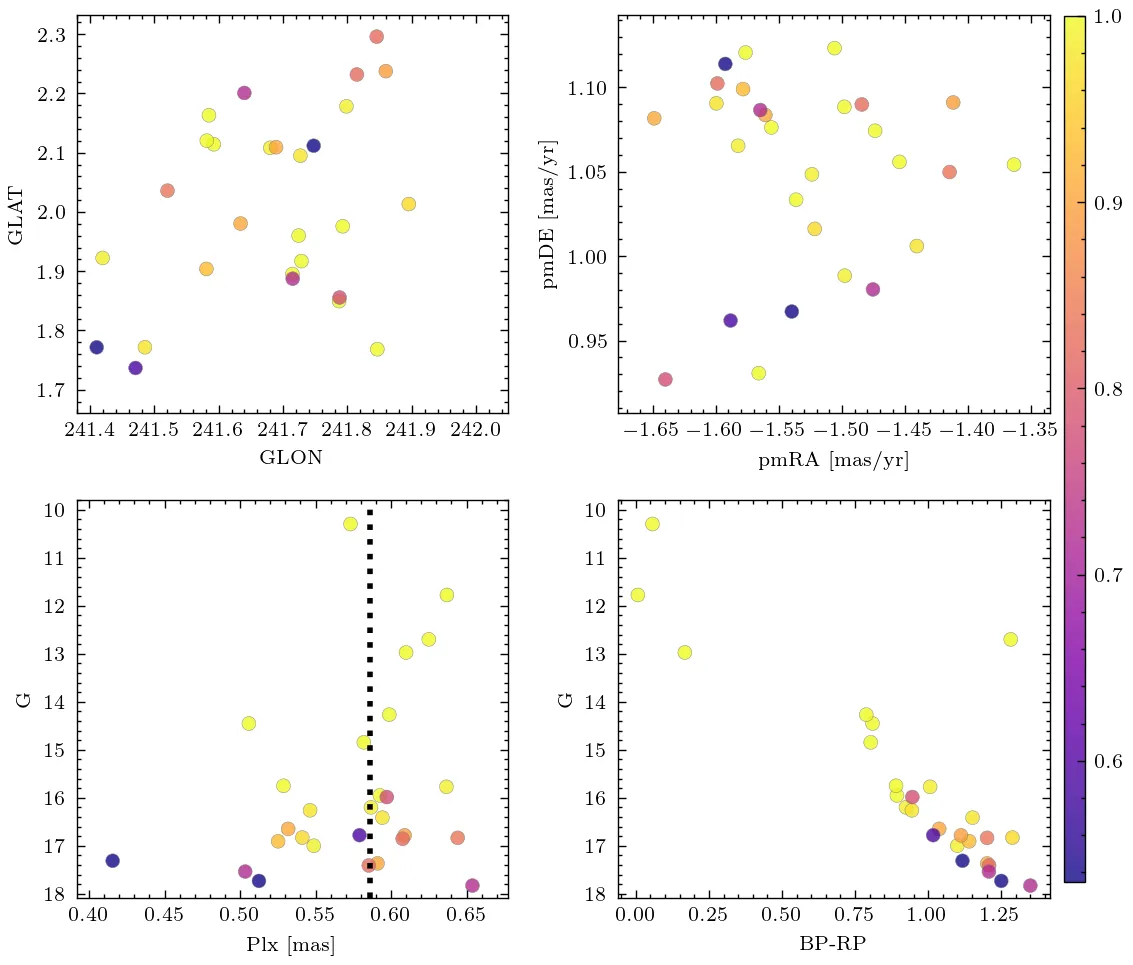 2.3
2.2
2.1
2.0
1.9
1.8
1.7
GLAT
241.4 241.5 241.6 241.7 241.8 241.9 242.0
GLON
1.10
1.05
1.00
0.95
pmDE [mas/yr]
−1.65 −1.60 −1.55 −1.50 −1.45 −1.40 −1.35
pmRA [mas/yr]
10
11
12
13
14
15
16
17
18
G
0.40 0.45 0.50 0.55 0.60 0.65
Plx [mas]
10
11
12
13
14
15
16
17
18
G
0.00 0.25 0.50 0.75 1.00 1.25
BP-RP
1.0
0.9
0.8
0.7
0.6